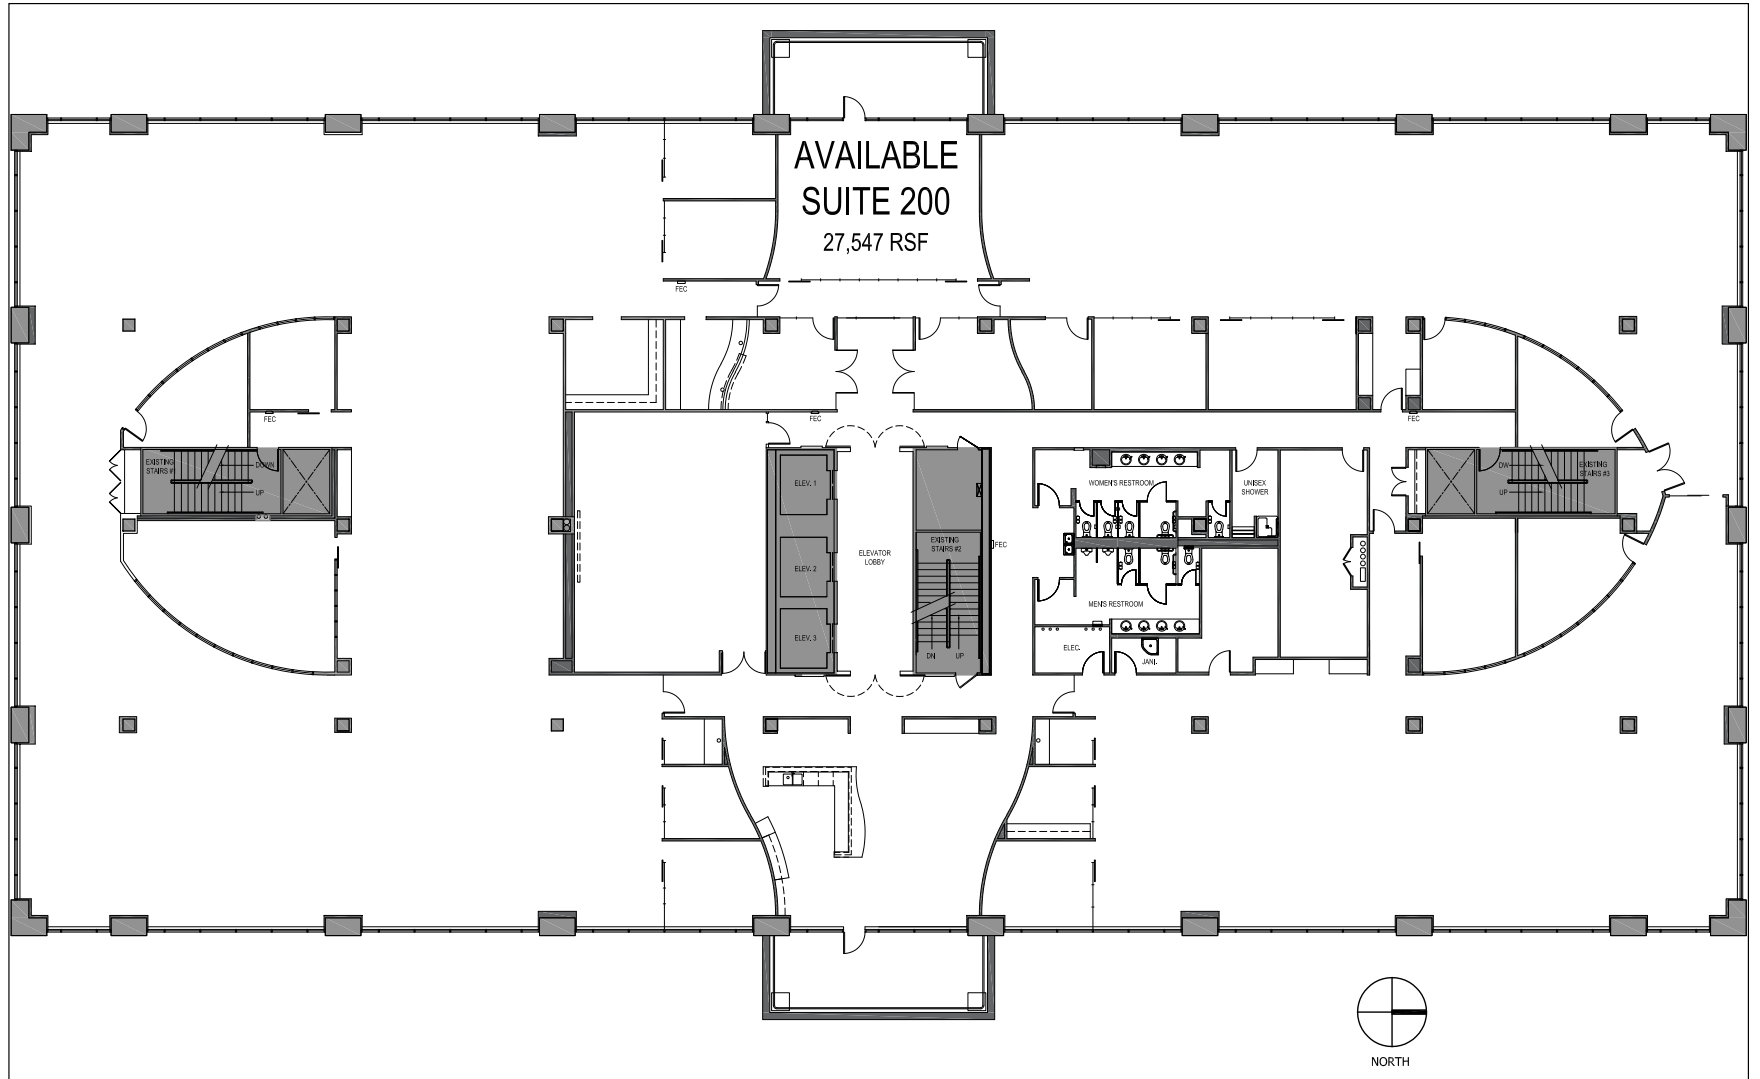 AVAILABLE
SUITE 200
27,547 RSF
FEC
FEC
FEC
FEC
EXISTING
STAIRS #1
DOWN
UP
ELEV. 1
ELEV. 2
ELEV. 3
ELEVATOR
LOBBY
EXISTING
STAIRS #2
DN
UP
FEC
WOMEN'S RESTROOM
UNISEX
SHOWER
MEN'S RESTROOM
ELEC.
JANI.
DW
UP
EXISTING
STAIRS #3
NORTH